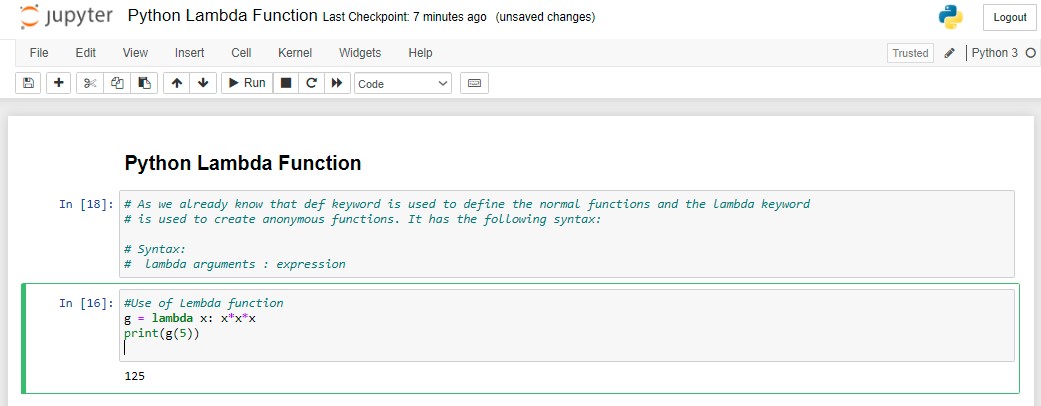 jupyter Python Lambda Function Last Checkpoint: 7 minutes ago (unsaved changes) Logout
File Edit View Insert Cell Kernel Widgets Help Trusted Python 3
Run Code
Python Lambda Function
In [18]: # As we already know that def keyword is used to define the normal functions and the lambda keyword
# is used to create anonymous functions. It has the following syntax:
# Syntax:
# lambda arguments : expression
In [16]: #Use of Lembda function
g = lambda x: x*x*x
print(g(5))
125